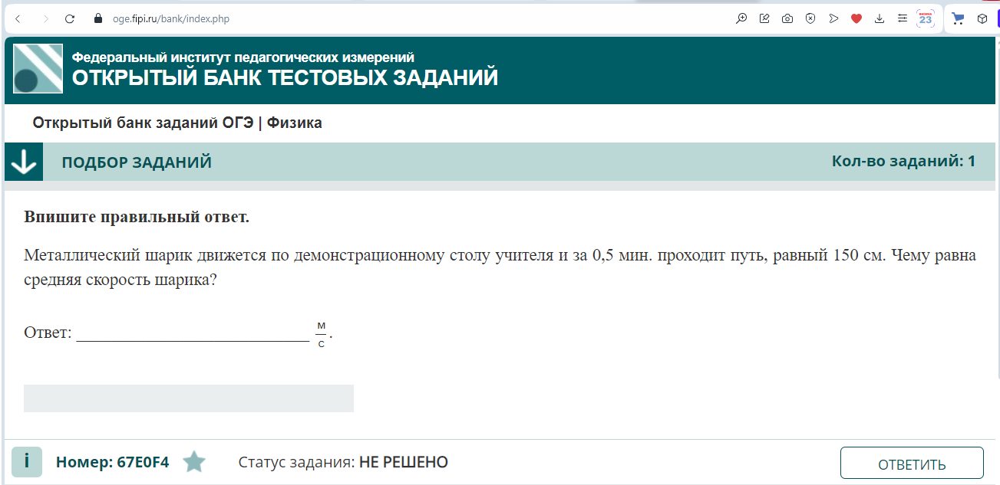 oge.fipi.ru/bank/index.php
ФИЗИКА
23
Федеральный институт педагогических измерений
ОТКРЫТЫЙ БАНК ТЕСТОВЫХ ЗАДАНИЙ
Открытый банк заданий ОГЭ | Физика
ПОДБОР ЗАДАНИЙ
Кол-во заданий: 1
Впишите правильный ответ.
Металлический шарик движется по демонстрационному столу учителя и за 0,5 мин. проходит путь, равный 150 см. Чему равна
средняя скорость шарика?
Ответ: ____________________________ м/с.
i Номер: 67E0F4 Статус задания: НЕ РЕШЕНО
ОТВЕТИТЬ